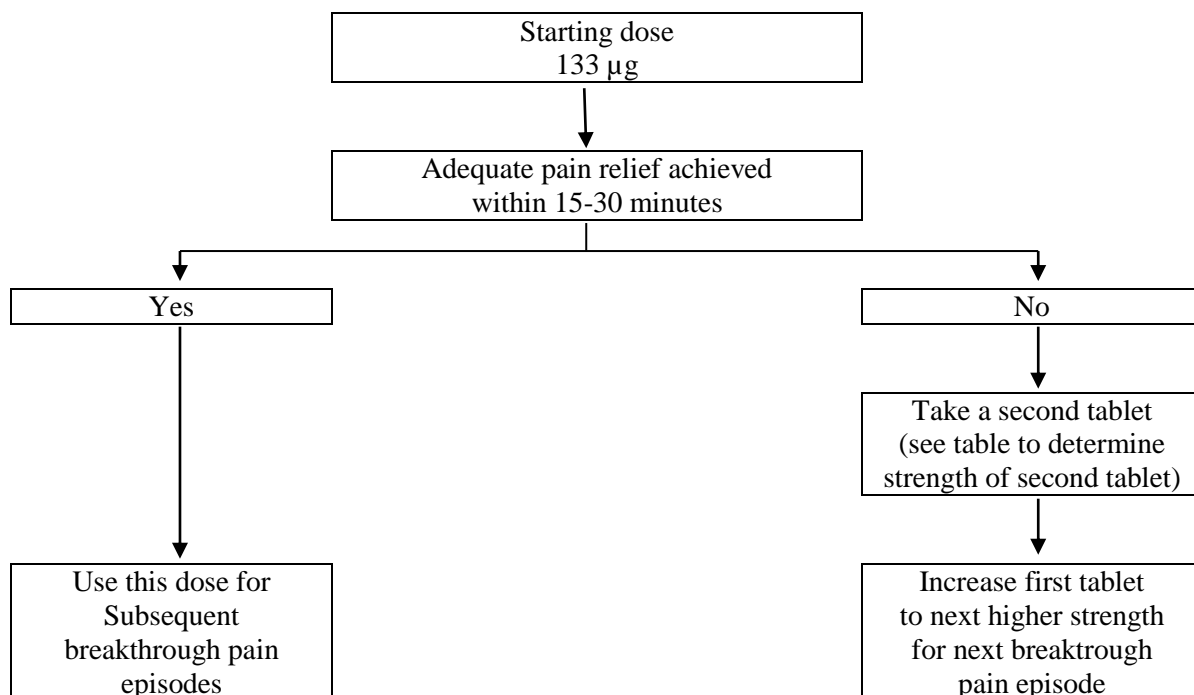 Starting dose
133 µg
Adequate pain relief achieved
within 15-30 minutes
Yes
No
Take a second tablet
(see table to determine
strength of second tablet)
Use this dose for
Subsequent
breakthrough pain
episodes
Increase first tablet
to next higher strength
for next breaktrough
pain episode